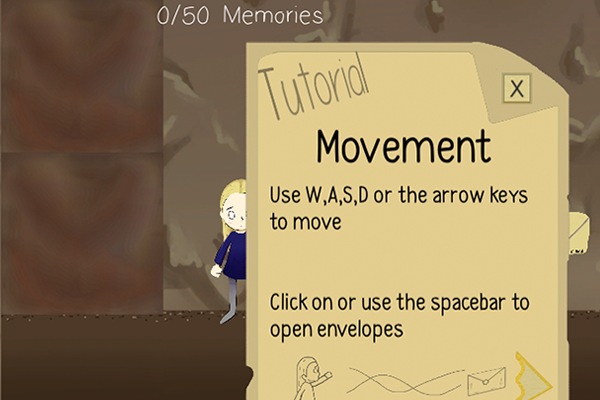 0/50 Memories
Tutorial
X
Movement
Use W,A,S,D or the arrow keys
to move
Click on or use the spacebar to
open envelopes